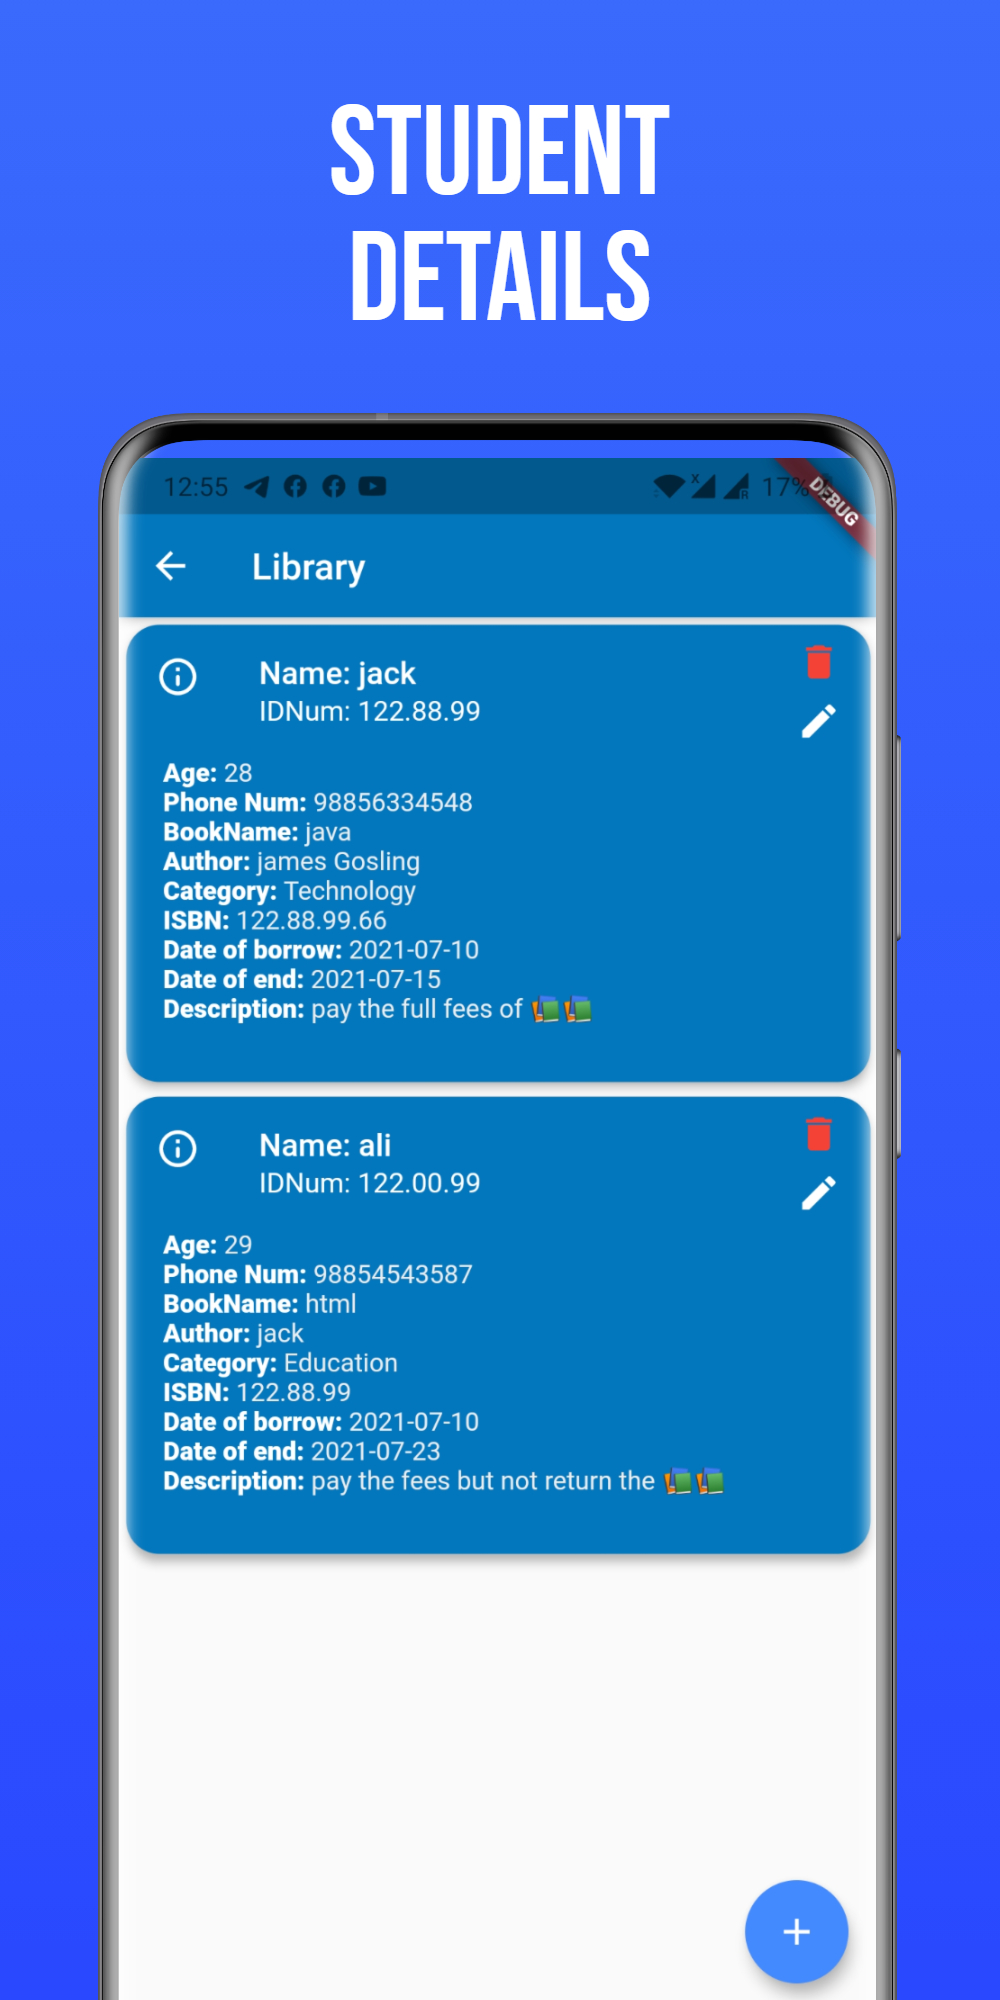 STUDENT
DETAILS
12:55 17%
DEBUG
Library
Name: jack
IDNum: 122.88.99
Age: 28
Phone Num: 98856334548
BookName: java
Author: james Gosling
Category: Technology
ISBN: 122.88.99.66
Date of borrow: 2021-07-10
Date of end: 2021-07-15
Description: pay the full fees of
Name: ali
IDNum: 122.00.99
Age: 29
Phone Num: 98854543587
BookName: html
Author: jack
Category: Education
ISBN: 122.88.99
Date of borrow: 2021-07-10
Date of end: 2021-07-23
Description: pay the fees but not return the